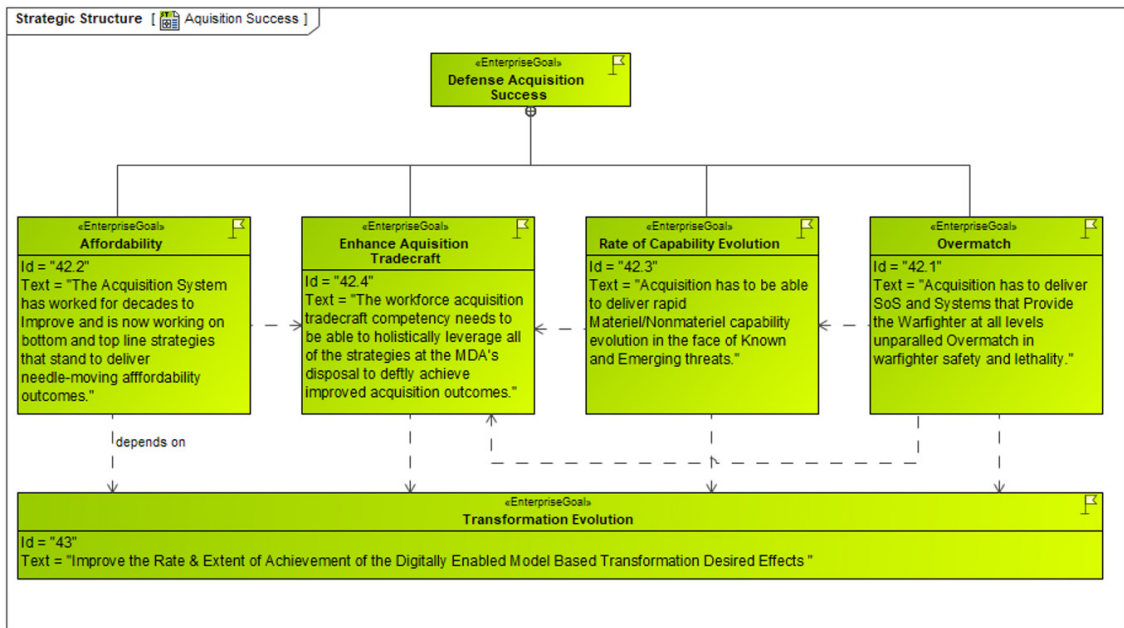 Strategic Structure [ Aquisition Success ]
«EnterpriseGoal»
Defense Acquisition
Success
«EnterpriseGoal»
Affordability
Id = "42.2"
Text = "The Acquisition System
has worked for decades to
Improve and is now working on
bottom and top line strategies
that stand to deliver
needle-moving afffordability
outcomes."
«EnterpriseGoal»
Enhance Aquisition
Tradecraft
Id = "42.4"
Text = "The workforce acquisition
tradecraft competency needs to
be able to holistically leverage all
of the strategies at the MDA's
disposal to deftly achieve
improved acquisition outcomes."
«EnterpriseGoal»
Rate of Capability Evolution
Id = "42.3"
Text = "Acquisition has to be able
to deliver rapid
Materiel/Nonmateriel capability
evolution in the face of Known
and Emerging threats."
«EnterpriseGoal»
Overmatch
Id = "42.1"
Text = "Acquisition has to deliver
SoS and Systems that Provide
the Warfighter at all levels
unparalled Overmatch in
warfighter safety and lethality."
depends on
«EnterpriseGoal»
Transformation Evolution
Id = "43"
Text = "Improve the Rate & Extent of Achievement of the Digitally Enabled Model Based Transformation Desired Effects "